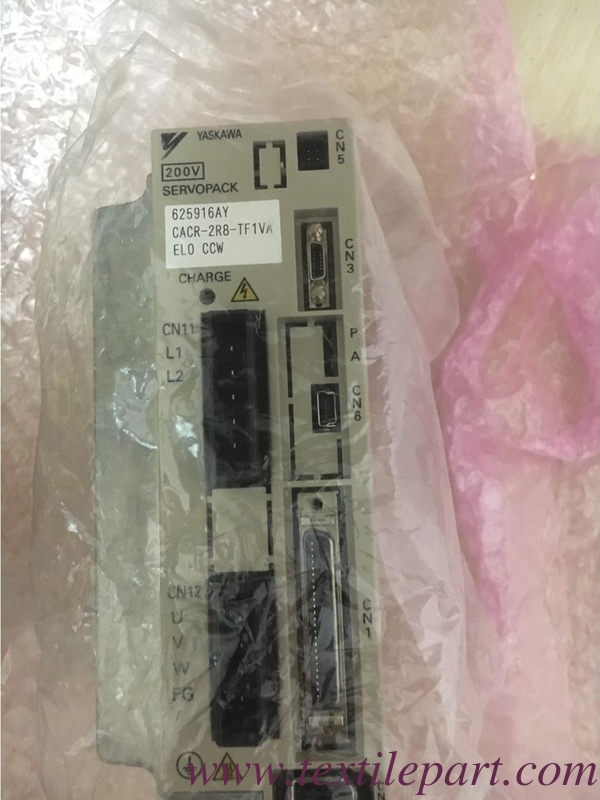 YASKAWA
CN5
200V
SERVOPACK
625916AY
CACR-2R8-TF1VA
ELO CCW
CN3
CHARGE
CN11
L1
L2
P
A
CN6
CN12
U
V
W
FG
CN1
www.textilepart.com